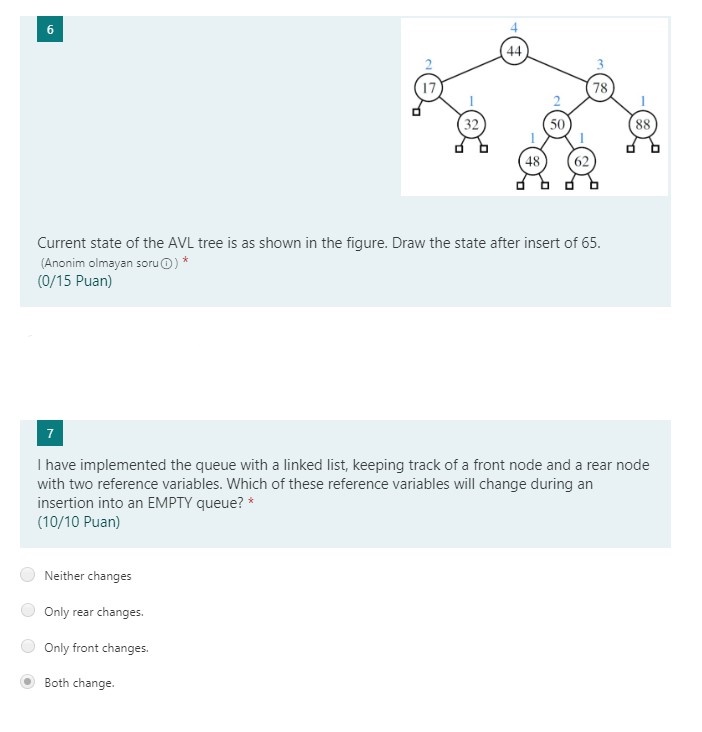 6
4
44
2
3
17
78
1
2
1
32
50
88
1
1
48
62
Current state of the AVL tree is as shown in the figure. Draw the state after insert of 65.
(Anonim olmayan soruⓘ) *
(0/15 Puan)
7
I have implemented the queue with a linked list, keeping track of a front node and a rear node
with two reference variables. Which of these reference variables will change during an
insertion into an EMPTY queue? *
(10/10 Puan)
Neither changes
Only rear changes.
Only front changes.
Both change.